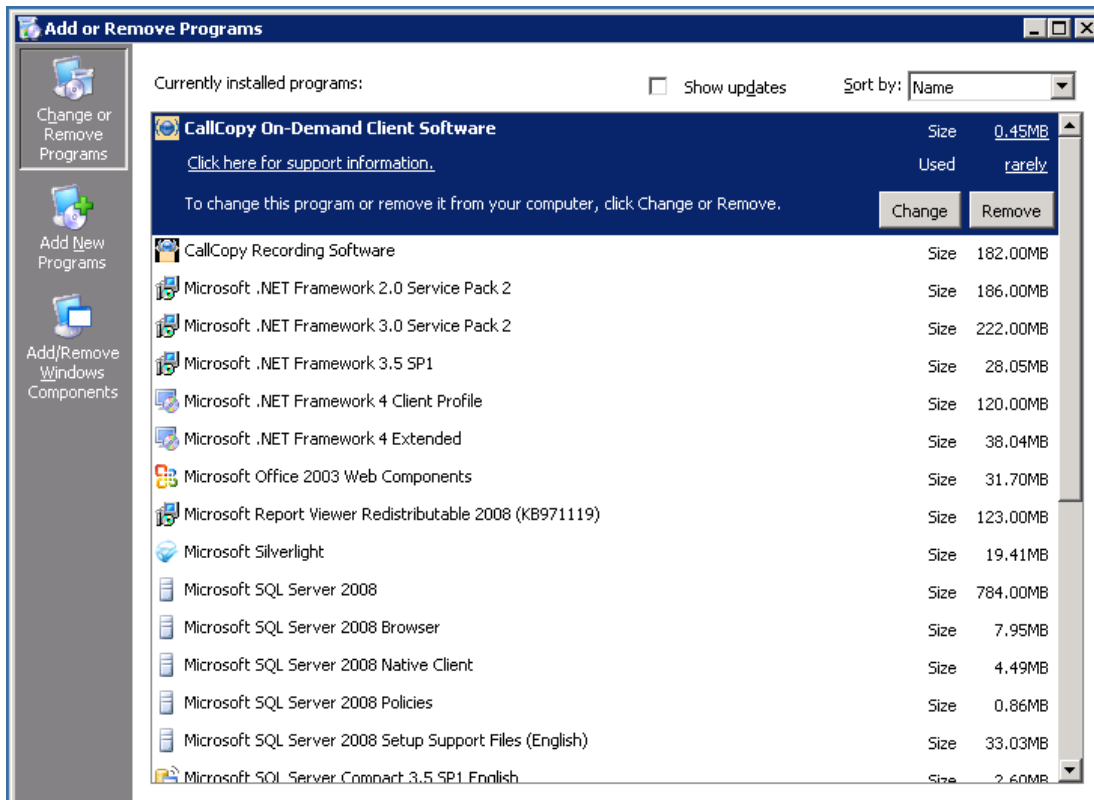 Add or Remove Programs
Change or
Remove
Programs
Add New
Programs
Add/Remove
Windows
Components
Currently installed programs:
Show updates
Sort by: Name
CallCopy On-Demand Client Software Size 0.45MB
Click here for support information. Used rarely
To change this program or remove it from your computer, click Change or Remove. Change Remove
CallCopy Recording Software Size 182.00MB
Microsoft .NET Framework 2.0 Service Pack 2 Size 186.00MB
Microsoft .NET Framework 3.0 Service Pack 2 Size 222.00MB
Microsoft .NET Framework 3.5 SP1 Size 28.05MB
Microsoft .NET Framework 4 Client Profile Size 120.00MB
Microsoft .NET Framework 4 Extended Size 38.04MB
Microsoft Office 2003 Web Components Size 31.70MB
Microsoft Report Viewer Redistributable 2008 (KB971119) Size 123.00MB
Microsoft Silverlight Size 19.41MB
Microsoft SQL Server 2008 Size 784.00MB
Microsoft SQL Server 2008 Browser Size 7.95MB
Microsoft SQL Server 2008 Native Client Size 4.49MB
Microsoft SQL Server 2008 Policies Size 0.86MB
Microsoft SQL Server 2008 Setup Support Files (English) Size 33.03MB
Microsoft SQL Server Compact 3.5 SP1 English Size 2.60MB